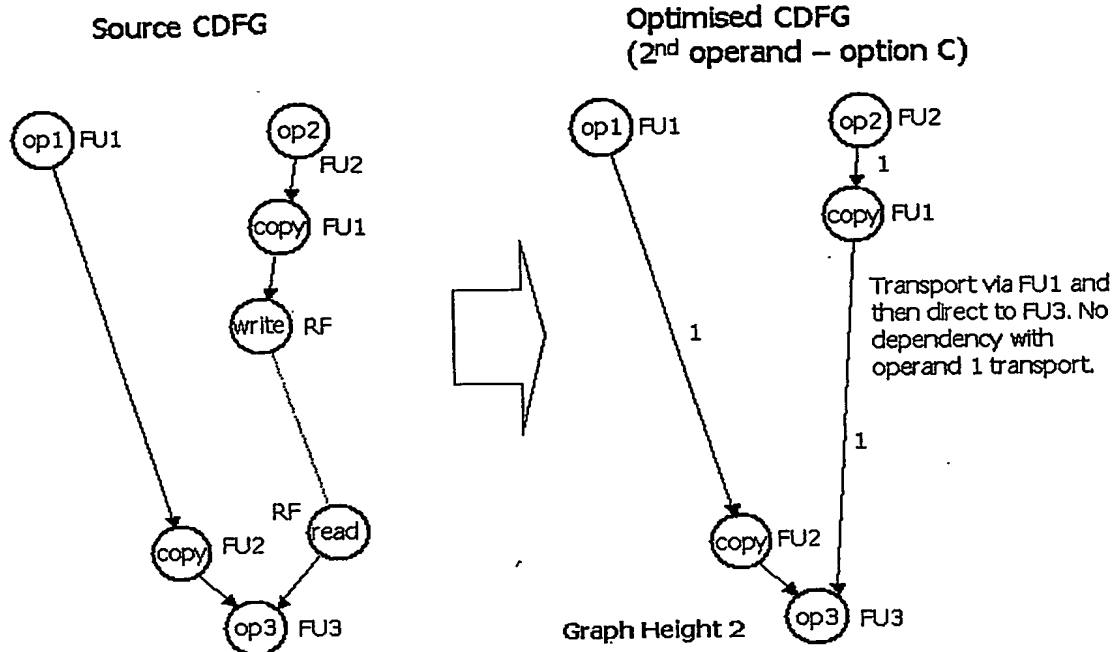 Source CDFG
Optimised CDFG
(2nd operand – option C)
op1 FU1
op2
FU2
copy FU1
write RF
RF
read
copy FU2
op3 FU3
op1 FU1
op2 FU2
1
copy FU1
Transport via FU1 and
then direct to FU3. No
dependency with
operand 1 transport.
1
1
copy FU2
op3 FU3
Graph Height 2